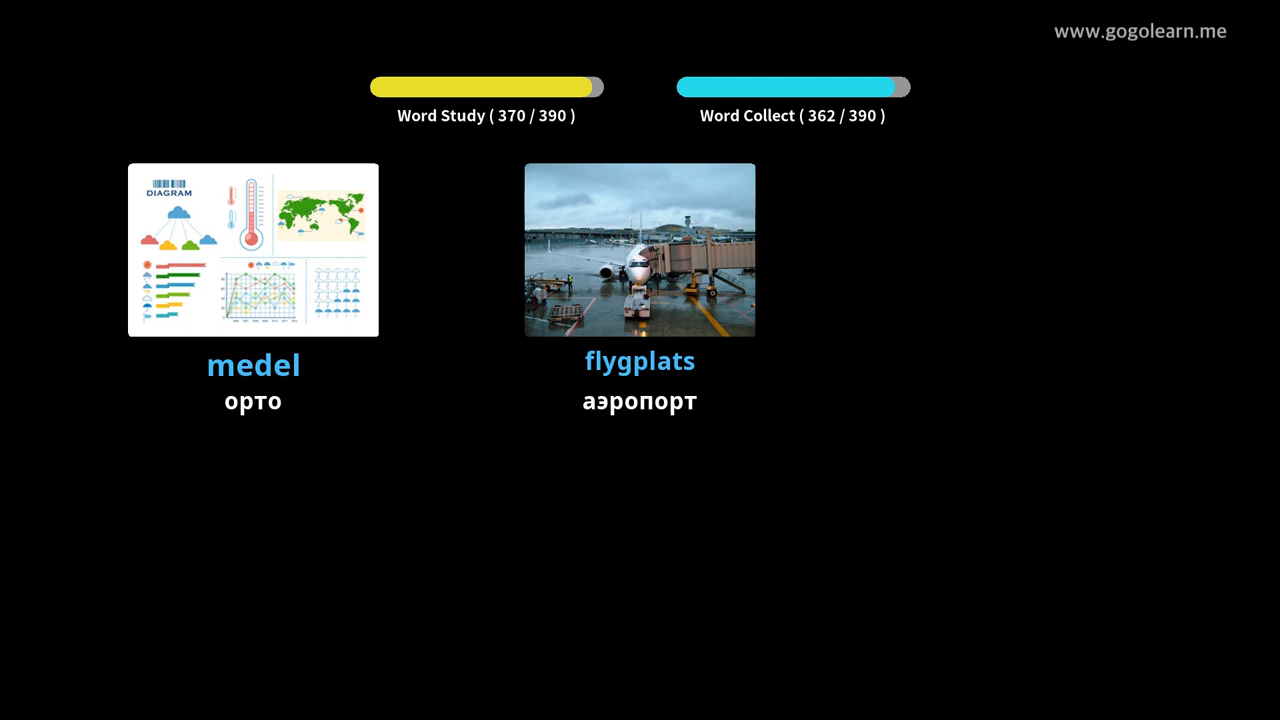 www.gogolearn.me
Word Study ( 370 / 390 )
Word Collect ( 362 / 390 )
DIAGRAM
medel
орто
flygplats
аэропорт